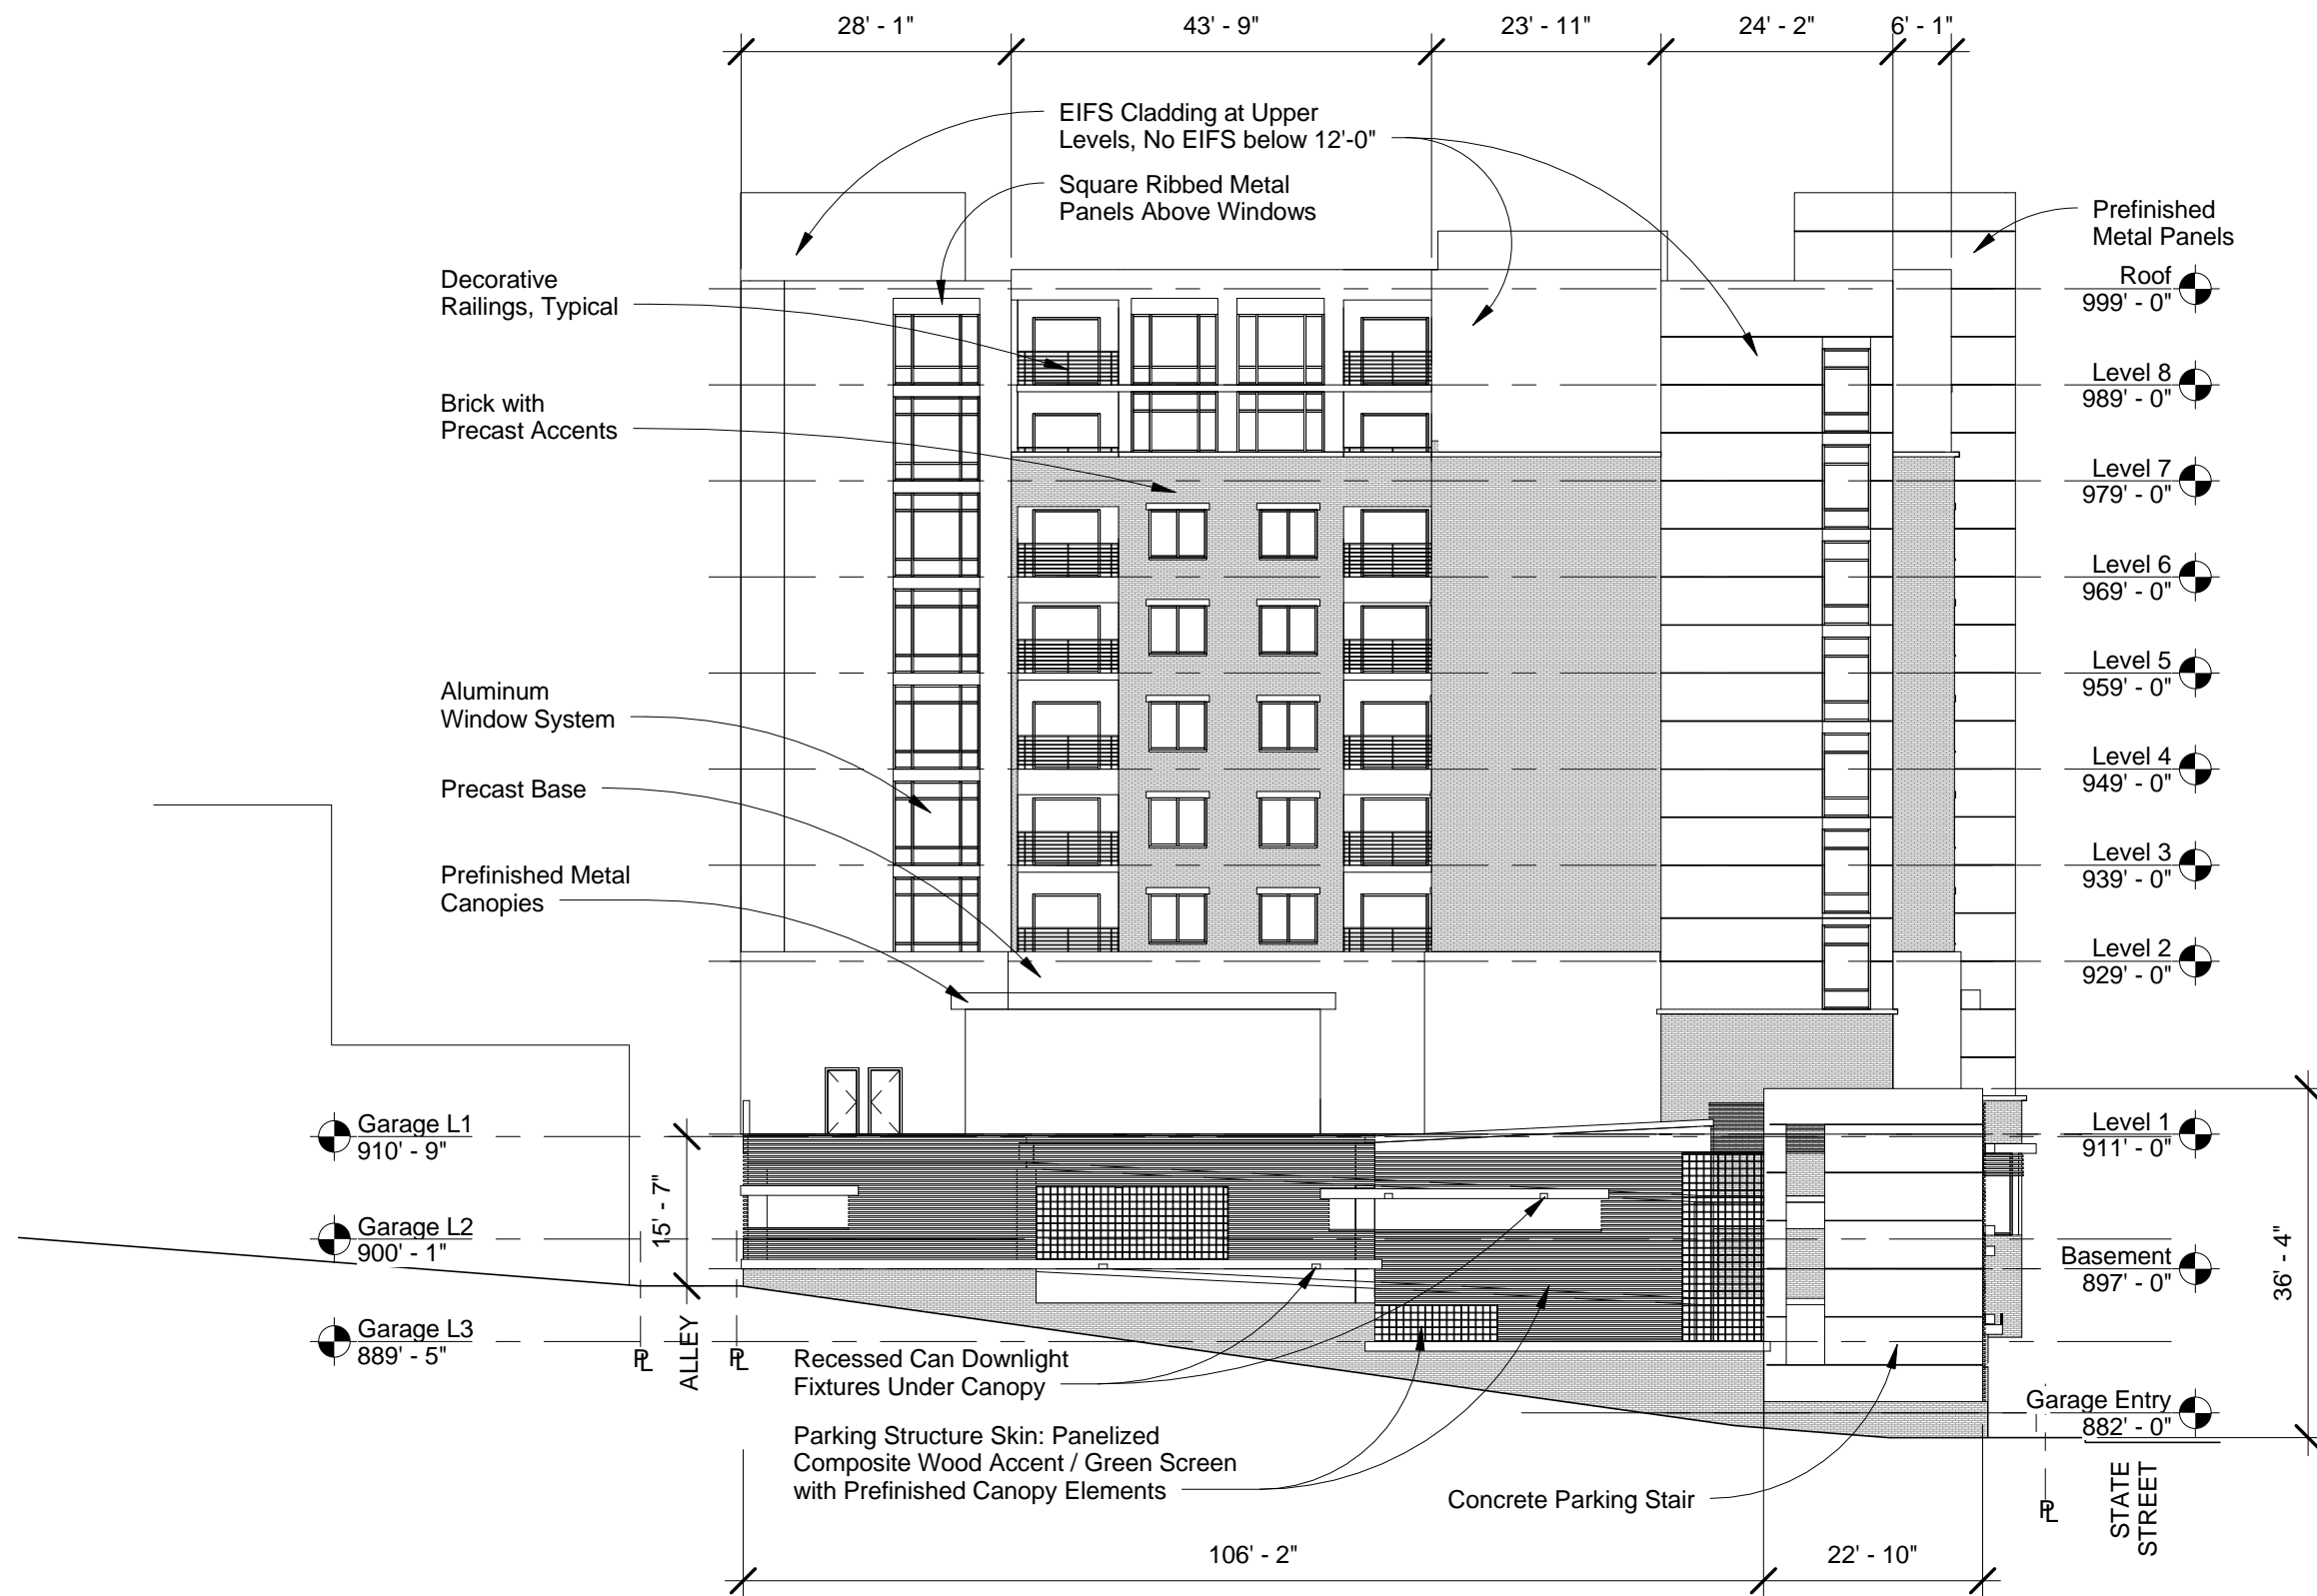 28' - 1"
43' - 9"
23' - 11"
24' - 2"
6' - 1"
EIFS Cladding at Upper
Levels, No EIFS below 12'-0"
Square Ribbed Metal
Panels Above Windows
Prefinished
Metal Panels
Decorative
Railings, Typical
Brick with
Precast Accents
Aluminum
Window System
Precast Base
Prefinished Metal
Canopies
Roof
999' - 0"
Level 8
989' - 0"
Level 7
979' - 0"
Level 6
969' - 0"
Level 5
959' - 0"
Level 4
949' - 0"
Level 3
939' - 0"
Level 2
929' - 0"
Level 1
911' - 0"
Basement
897' - 0"
Garage Entry
882' - 0"
Garage L1
910' - 9"
Garage L2
900' - 1"
Garage L3
889' - 5"
15' - 7"
36' - 4"
PL
ALLEY
PL
Recessed Can Downlight
Fixtures Under Canopy
Parking Structure Skin: Panelized
Composite Wood Accent / Green Screen
with Prefinished Canopy Elements
Concrete Parking Stair
PL
STATE
STREET
106' - 2"
22' - 10"